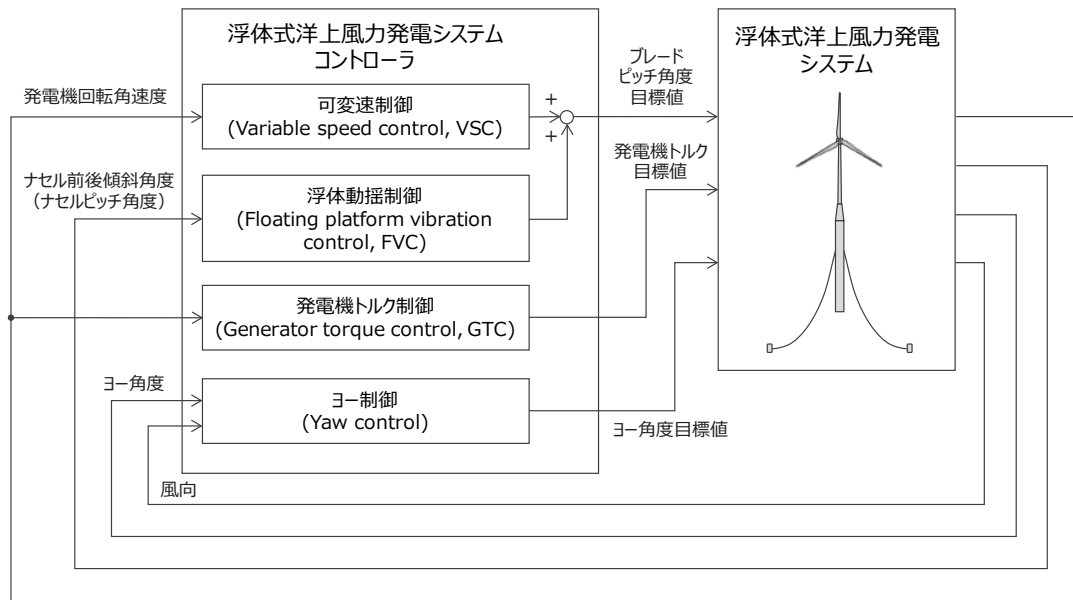 浮体式洋上風力発電システム
コントローラ
発電機回転角速度
可変速制御
(Variable speed control, VSC)
+
+
ナセル前後傾斜角度
（ナセルピッチ角度）
浮体動揺制御
(Floating platform vibration
control, FVC)
発電機トルク制御
(Generator torque control, GTC)
ヨー角度
ヨー制御
(Yaw control)
風向
ブレード
ピッチ角度
目標値
発電機トルク
目標値
ヨー角度目標値
浮体式洋上風力発電
システム